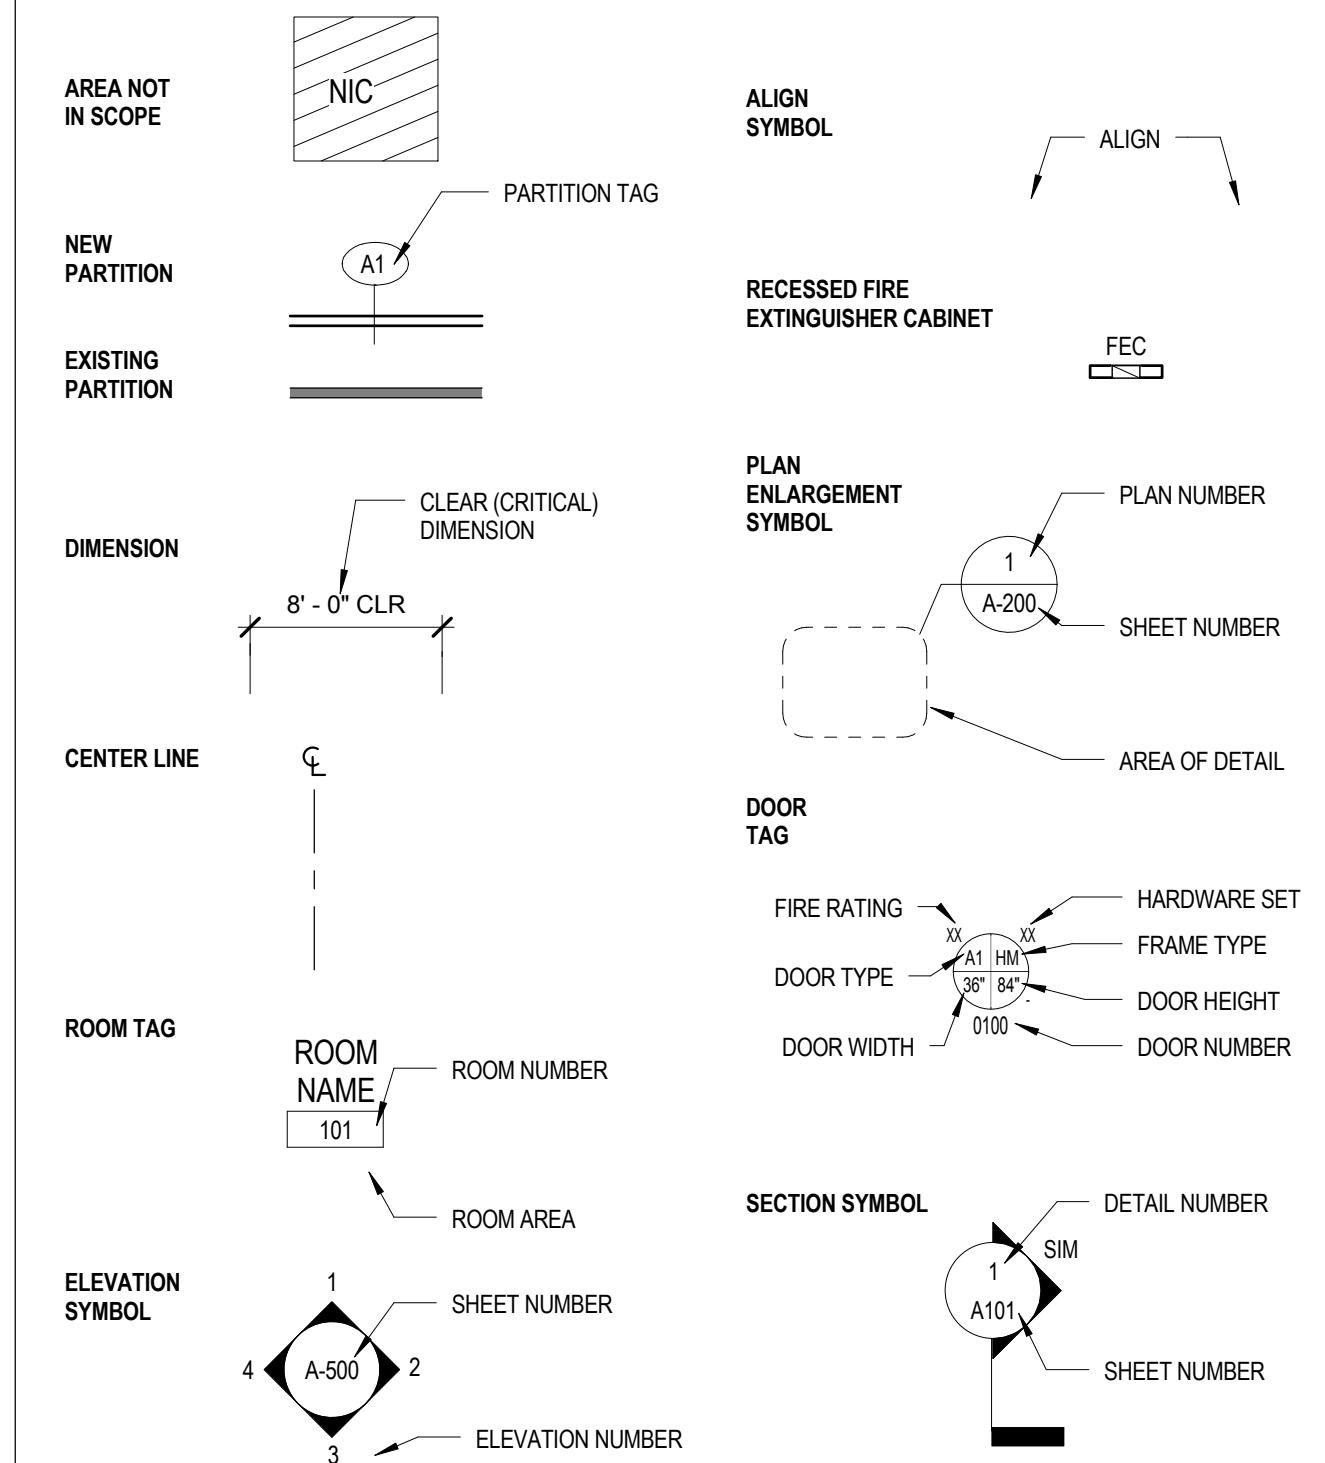 AREA NOT
IN SCOPE
NIC
PARTITION TAG
NEW
PARTITION
A1
EXISTING
PARTITION
CLEAR (CRITICAL)
DIMENSION
DIMENSION
8' - 0" CLR
CENTER LINE
℄
ROOM TAG
ROOM
NAME
ROOM NUMBER
101
ROOM AREA
ELEVATION
SYMBOL
1
SHEET NUMBER
4
A-500
2
3
ELEVATION NUMBER
ALIGN
SYMBOL
ALIGN
RECESSED FIRE
EXTINGUISHER CABINET
FEC
PLAN
ENLARGEMENT
SYMBOL
PLAN NUMBER
1
A-200
SHEET NUMBER
AREA OF DETAIL
DOOR
TAG
FIRE RATING
HARDWARE SET
XX
XX
FRAME TYPE
A1
HM
DOOR TYPE
36"
84"
DOOR HEIGHT
-
0100
DOOR WIDTH
DOOR NUMBER
SECTION SYMBOL
DETAIL NUMBER
SIM
1
A101
SHEET NUMBER